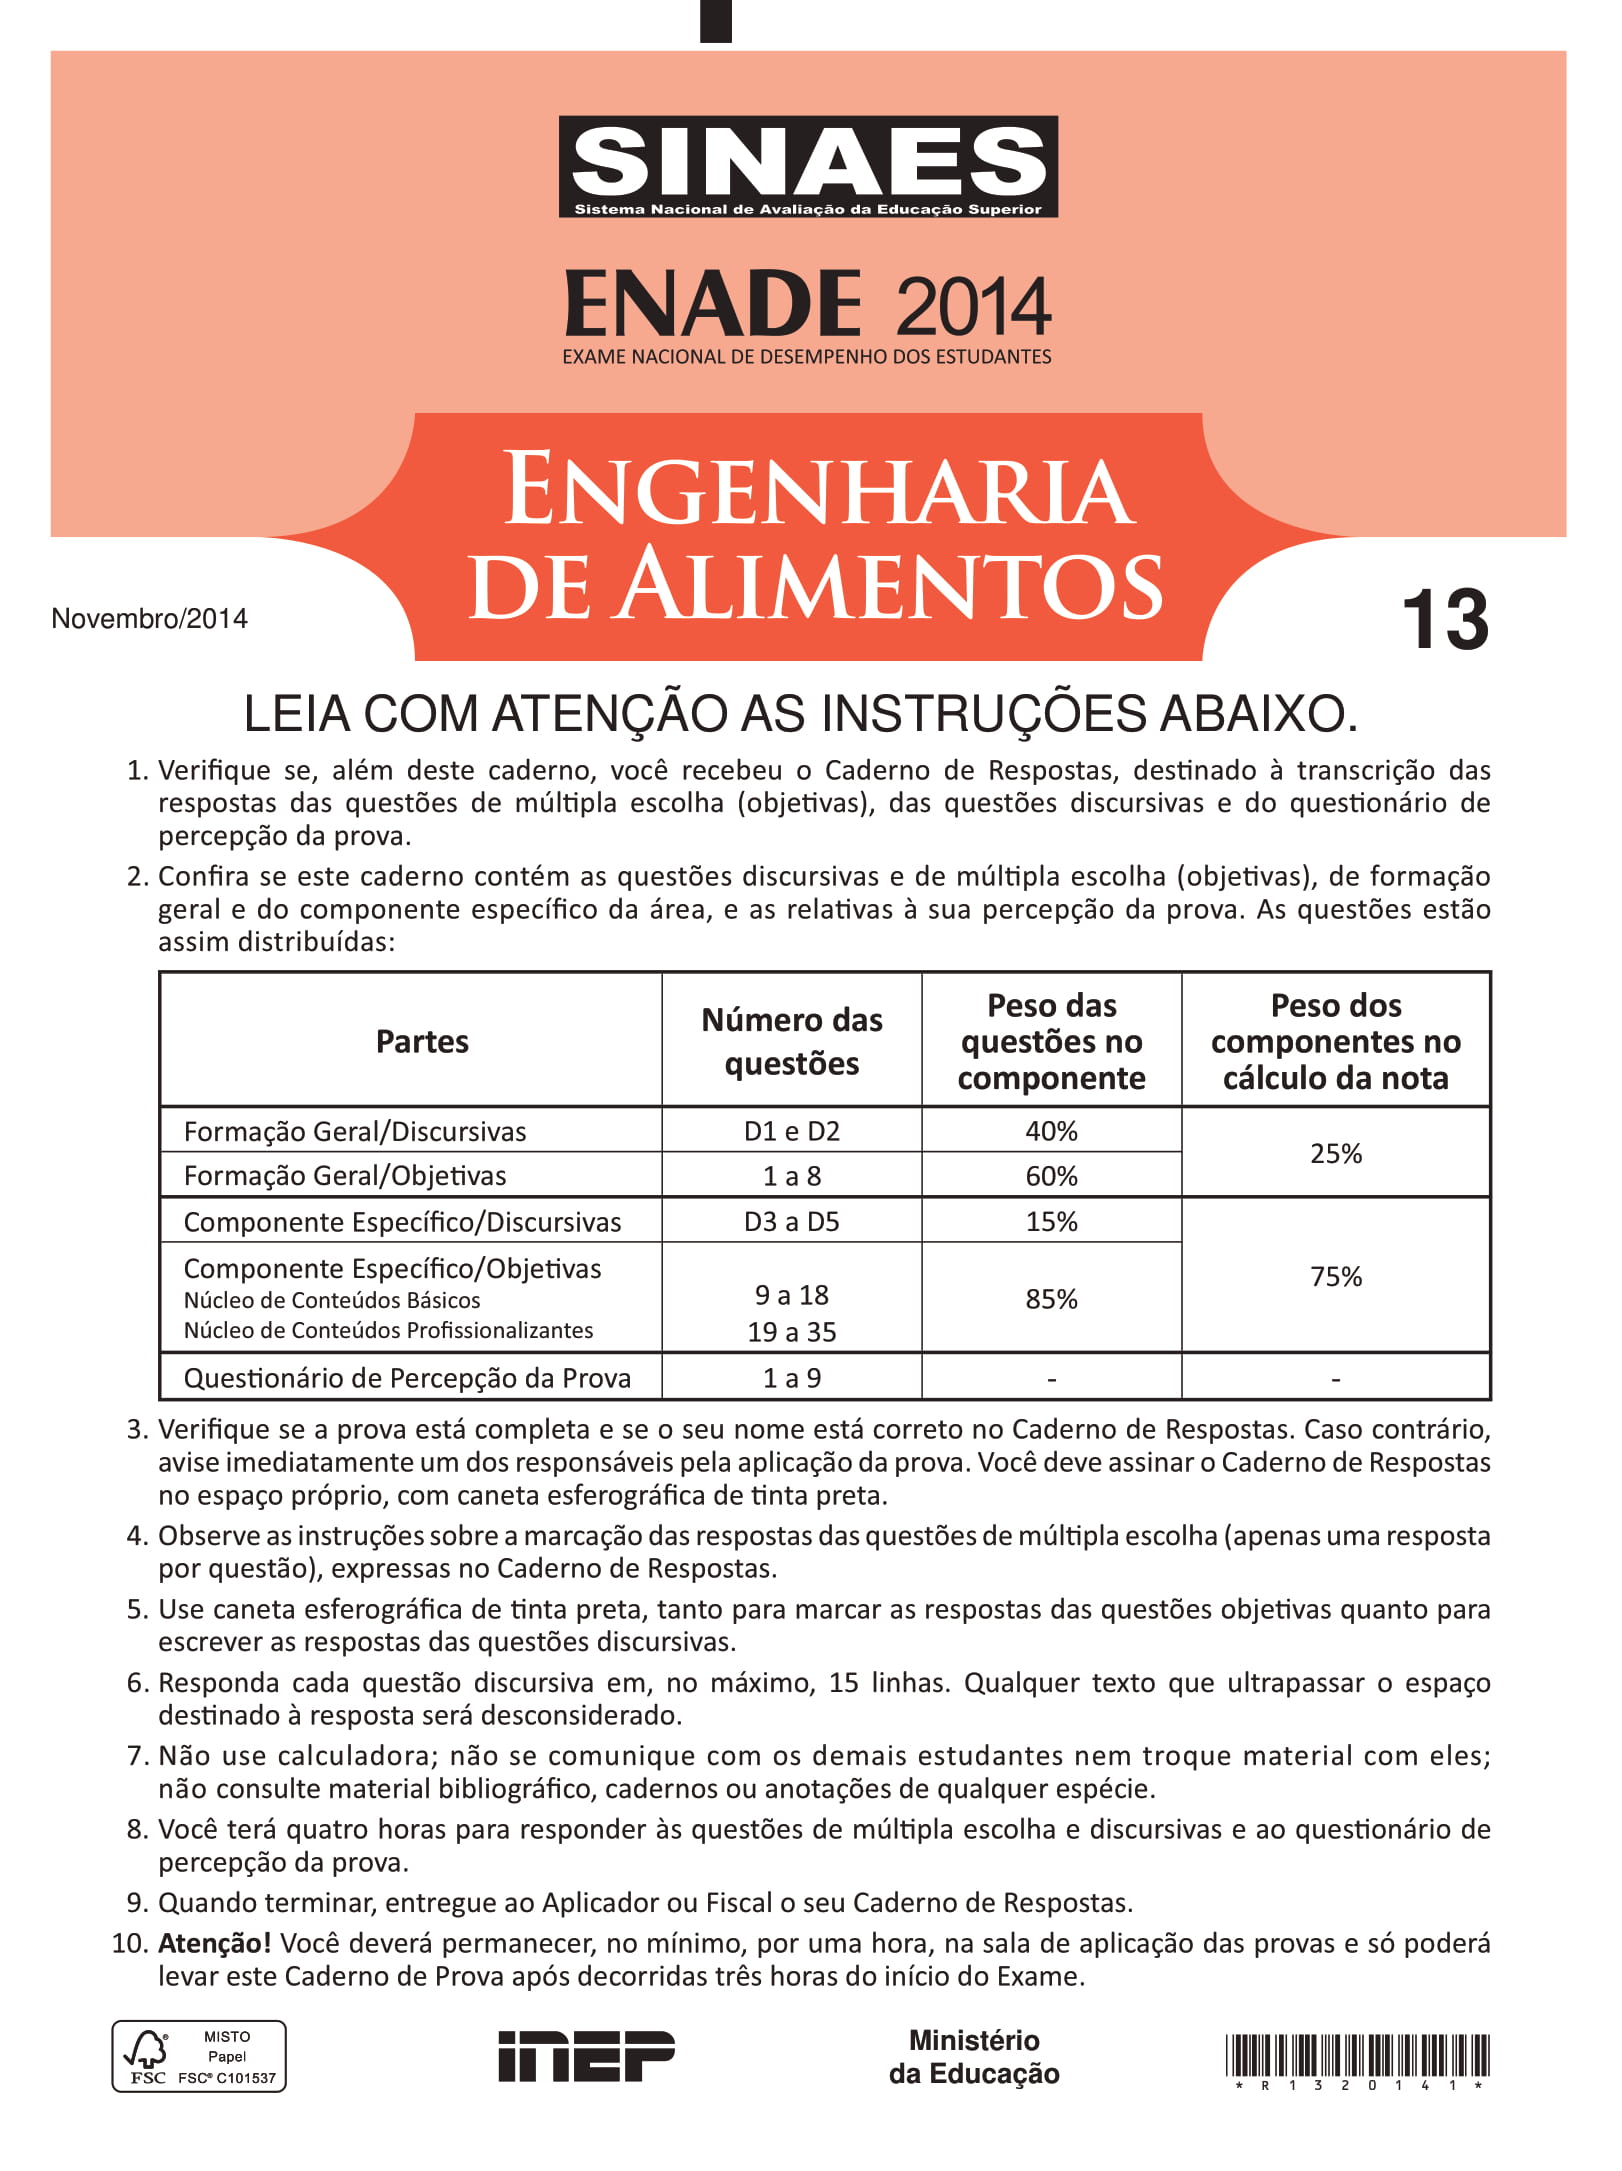 SINAES
Sistema Nacional de Avaliação da Educação Superior
ENADE 2014
EXAME NACIONAL DE DESEMPENHO DOS ESTUDANTES
ENGENHARIA
DE ALIMENTOS
Novembro/2014
13
LEIA COM ATENÇÃO AS INSTRUÇÕES ABAIXO.
1. Verifique se, além deste caderno, você recebeu o Caderno de Respostas, destinado à transcrição das
respostas das questões de múltipla escolha (objetivas), das questões discursivas e do questionário de
percepção da prova.
2. Confira se este caderno contém as questões discursivas e de múltipla escolha (objetivas), de formação
geral e do componente específico da área, e as relativas à sua percepção da prova. As questões estão
assim distribuídas:
Partes
Número das
questões
Peso das
questões no
componente
Peso dos
componentes no
cálculo da nota
Formação Geral/Discursivas
D1 e D2
40%
25%
Formação Geral/Objetivas
1 a 8
60%
Componente Específico/Discursivas
D3 a D5
15%
75%
Componente Específico/Objetivas
Núcleo de Conteúdos Básicos
Núcleo de Conteúdos Profissionalizantes
9 a 18
19 a 35
85%
Questionário de Percepção da Prova
1 a 9
-
-
3. Verifique se a prova está completa e se o seu nome está correto no Caderno de Respostas. Caso contrário,
avise imediatamente um dos responsáveis pela aplicação da prova. Você deve assinar o Caderno de Respostas
no espaço próprio, com caneta esferográfica de tinta preta.
4. Observe as instruções sobre a marcação das respostas das questões de múltipla escolha (apenas uma resposta
por questão), expressas no Caderno de Respostas.
5. Use caneta esferográfica de tinta preta, tanto para marcar as respostas das questões objetivas quanto para
escrever as respostas das questões discursivas.
6. Responda cada questão discursiva em, no máximo, 15 linhas. Qualquer texto que ultrapassar o espaço
destinado à resposta será desconsiderado.
7. Não use calculadora; não se comunique com os demais estudantes nem troque material com eles;
não consulte material bibliográfico, cadernos ou anotações de qualquer espécie.
8. Você terá quatro horas para responder às questões de múltipla escolha e discursivas e ao questionário de
percepção da prova.
9. Quando terminar, entregue ao Aplicador ou Fiscal o seu Caderno de Respostas.
10. Atenção! Você deverá permanecer, no mínimo, por uma hora, na sala de aplicação das provas e só poderá
levar este Caderno de Prova após decorridas três horas do início do Exame.
FSC
MISTO
Papel
FSC® C101537
INEP
Ministério
da Educação
* R 1 3 2 0 1 4 1 *